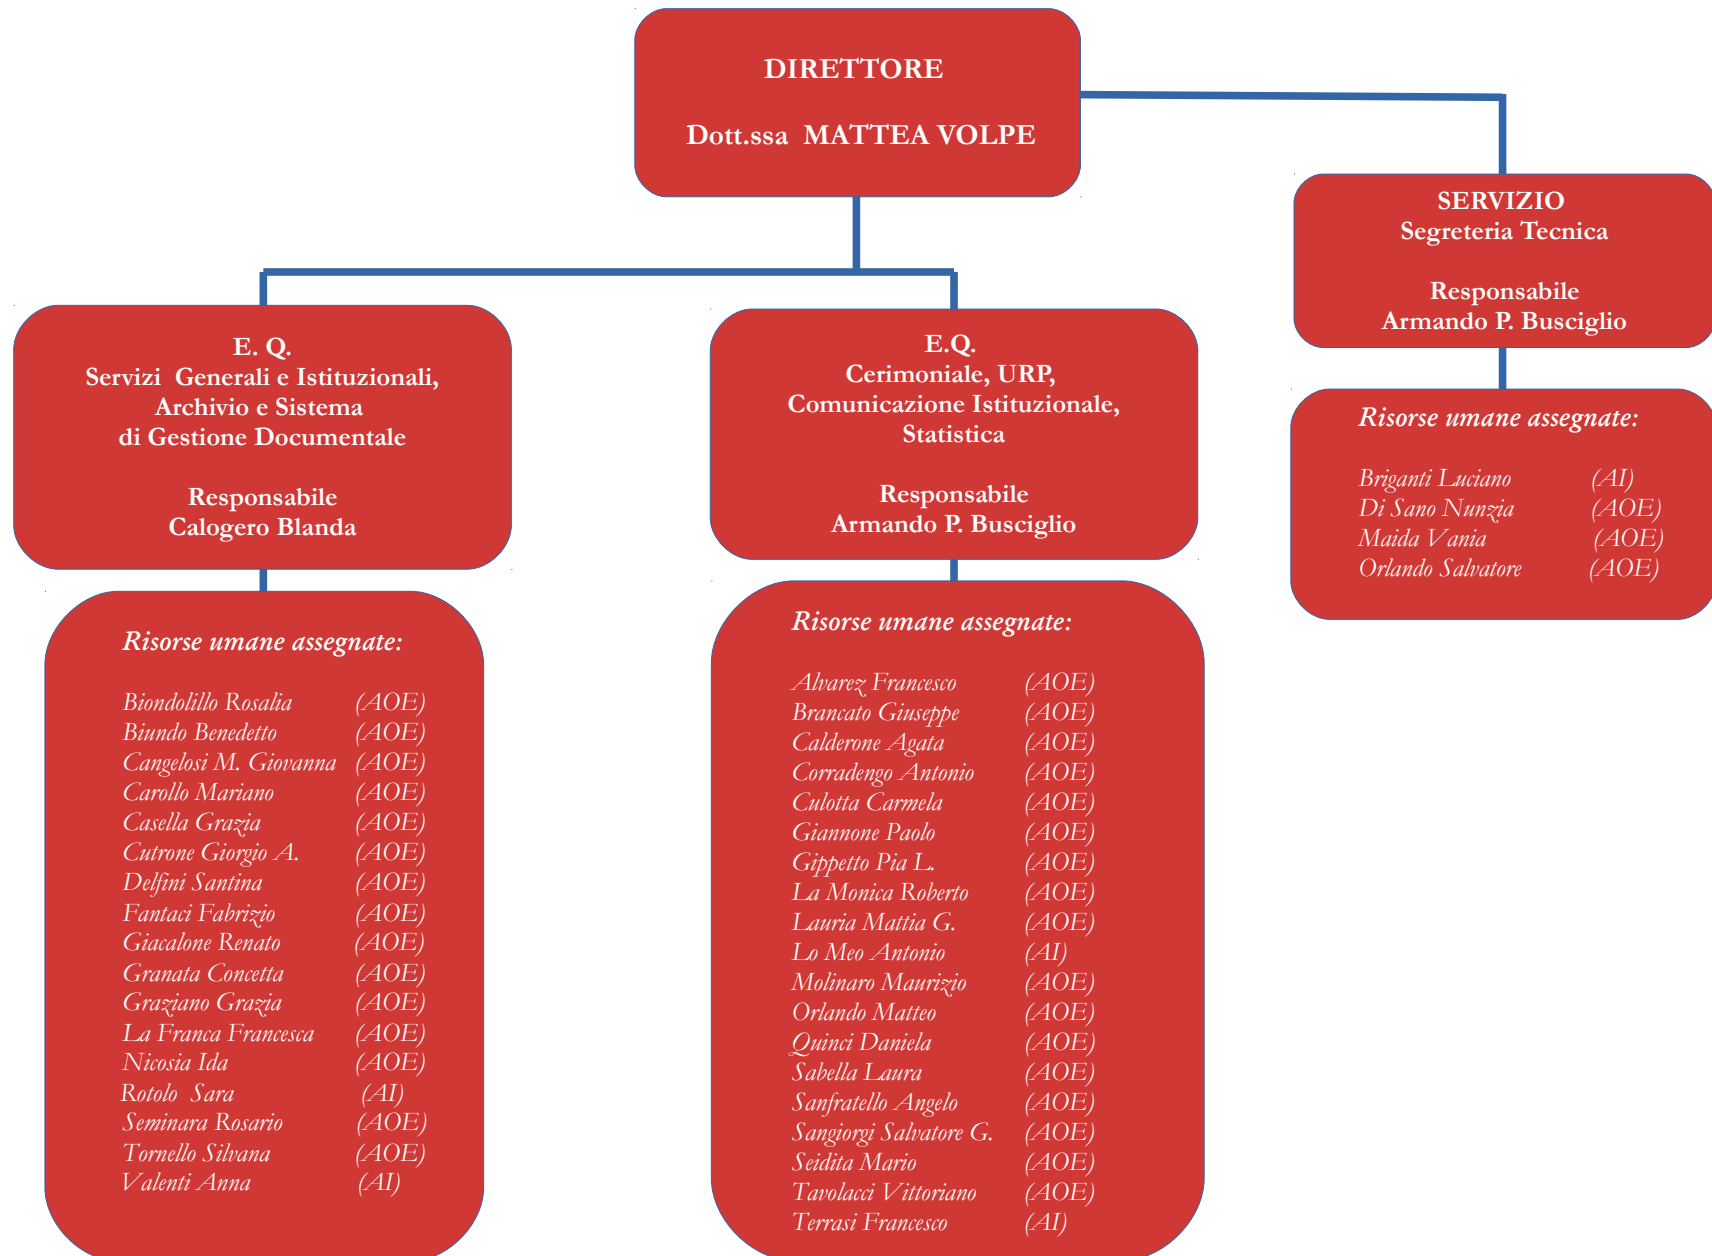 DIRETTORE
Dott.ssa MATTEA VOLPE
SERVIZIO
Segreteria Tecnica
Responsabile
Armando P. Busciglio
Risorse umane assegnate:
Briganti Luciano (AI)
Di Sano Nunzia (AOE)
Maida Vania (AOE)
Orlando Salvatore (AOE)
E. Q.
Servizi Generali e Istituzionali,
Archivio e Sistema
di Gestione Documentale
Responsabile
Calogero Blanda
Risorse umane assegnate:
Biondolillo Rosalia (AOE)
Biundo Benedetto (AOE)
Cangelosi M. Giovanna (AOE)
Carollo Mariano (AOE)
Casella Grazia (AOE)
Cutrone Giorgio A. (AOE)
Delfini Santina (AOE)
Fantaci Fabrizio (AOE)
Giacalone Renato (AOE)
Granata Concetta (AOE)
Graziano Grazia (AOE)
La Franca Francesca (AOE)
Nicosia Ida (AOE)
Rotolo Sara (AI)
Seminara Rosario (AOE)
Tornello Silvana (AOE)
Valenti Anna (AI)
E.Q.
Cerimoniale, URP,
Comunicazione Istituzionale,
Statistica
Responsabile
Armando P. Busciglio
Risorse umane assegnate:
Alvarez Francesco (AOE)
Brancato Giuseppe (AOE)
Calderone Agata (AOE)
Corradengo Antonio (AOE)
Culotta Carmela (AOE)
Giannone Paolo (AOE)
Gippetto Pia L. (AOE)
La Monica Roberto (AOE)
Lauria Mattia G. (AOE)
Lo Meo Antonio (AI)
Molinaro Maurizio (AOE)
Orlando Matteo (AOE)
Quinci Daniela (AOE)
Sabella Laura (AOE)
Sanfratello Angelo (AOE)
Sangiorgi Salvatore G. (AOE)
Seidita Mario (AOE)
Tavolacci Vittoriano (AOE)
Terrasi Francesco (AI)